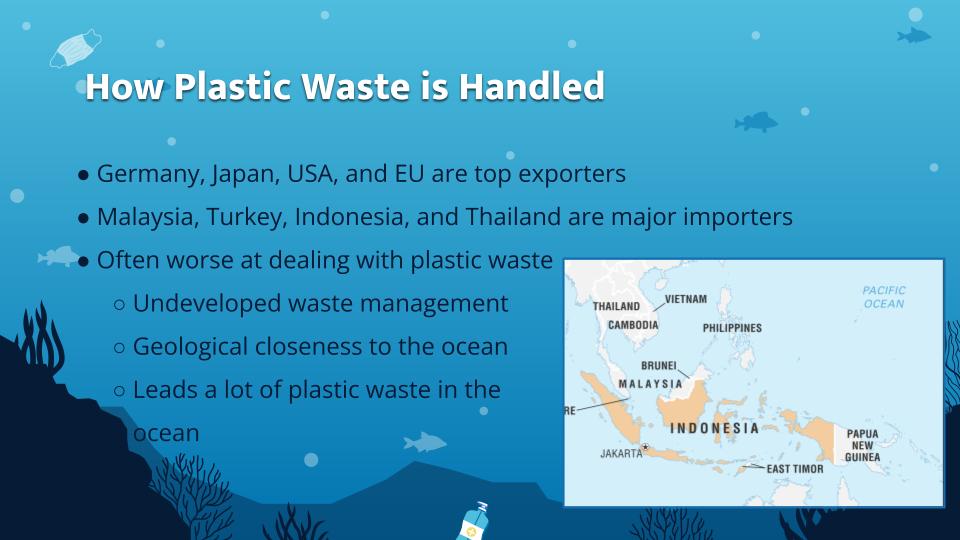 How Plastic Waste is Handled
● Germany, Japan, USA, and EU are top exporters
● Malaysia, Turkey, Indonesia, and Thailand are major importers
● Often worse at dealing with plastic waste
○ Undeveloped waste management
○ Geological closeness to the ocean
○ Leads a lot of plastic waste in the
ocean
PACIFIC
OCEAN
THAILAND
VIETNAM
CAMBODIA
PHILIPPINES
BRUNEI
MALAYSIA
RE
INDONESIA
JAKARTA
PAPUA
NEW
GUINEA
EAST TIMOR